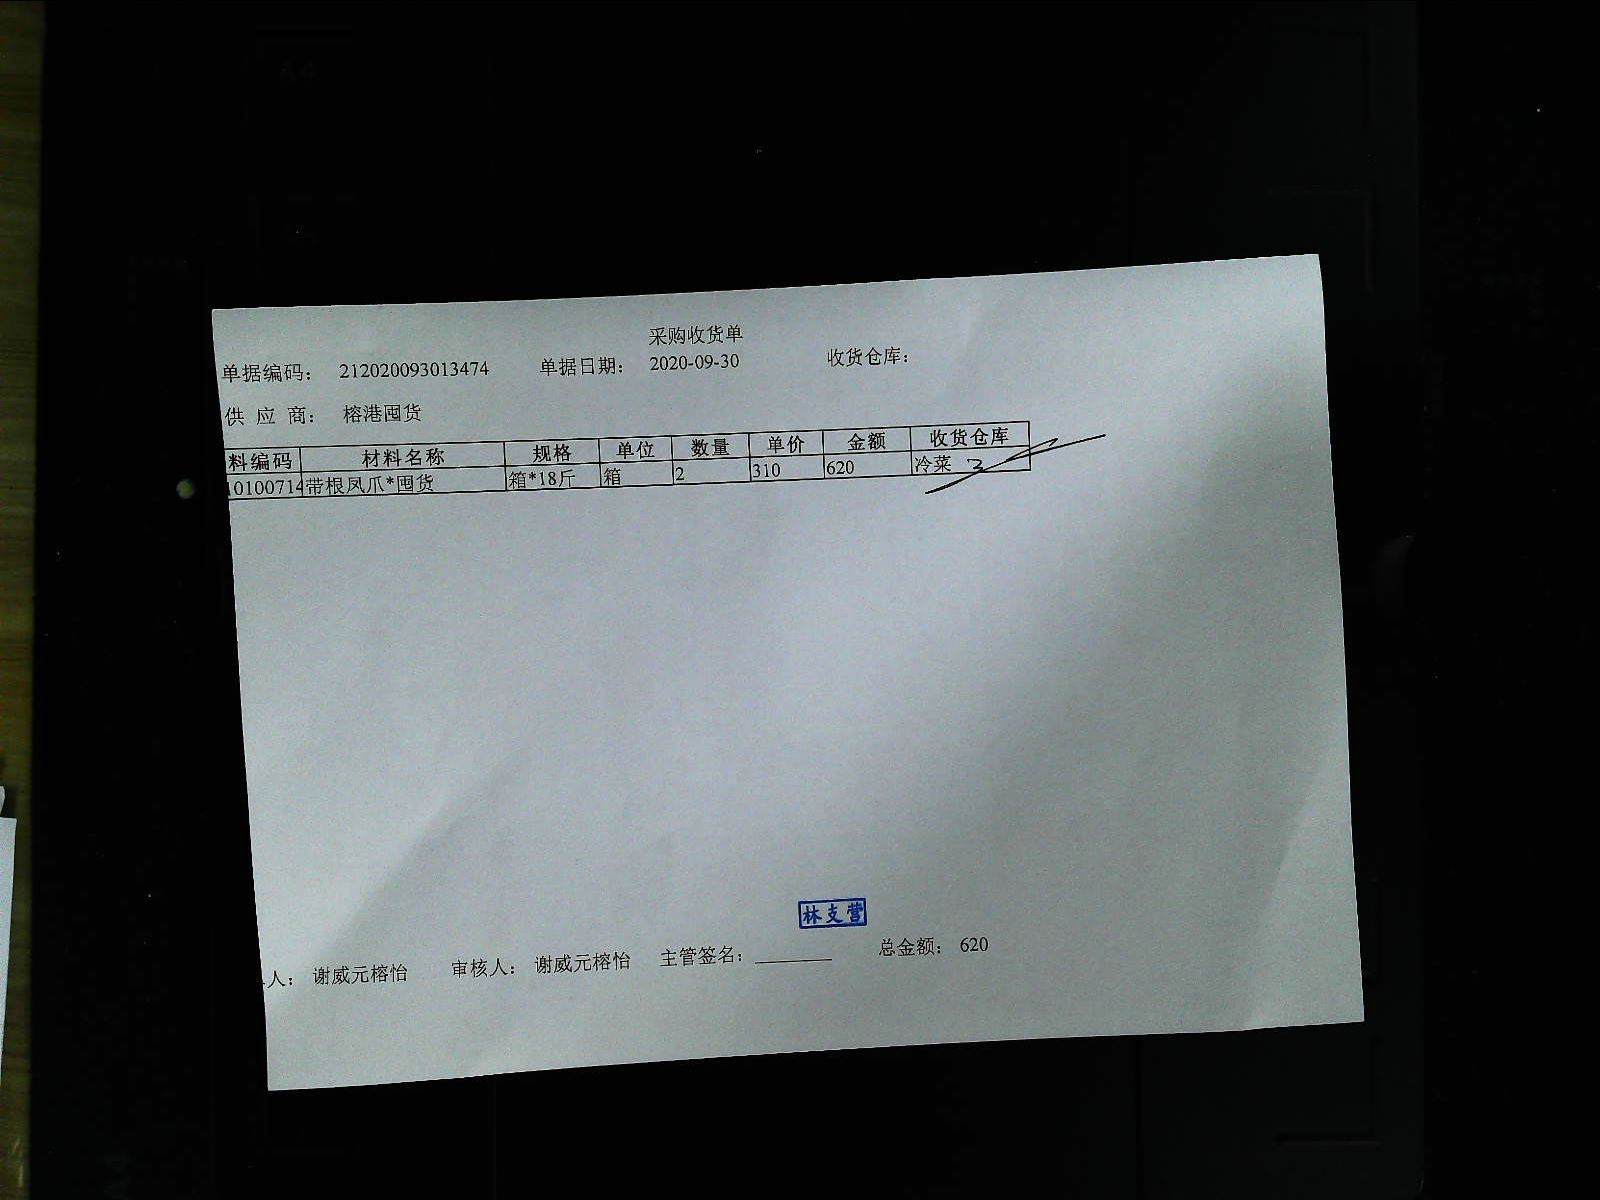 采购收货单
单据编码： 212020093013474 单据日期： 2020-09-30 收货仓库：
供 应 商： 榕港囤货
料编码 材料名称 规格 单位 数量 单价 金额 收货仓库
10100714 带根凤爪*囤货 箱*18斤 箱 2 310 620 冷菜
林支营
人： 谢威元榕怡 审核人： 谢威元榕怡 主管签名：________ 总金额： 620